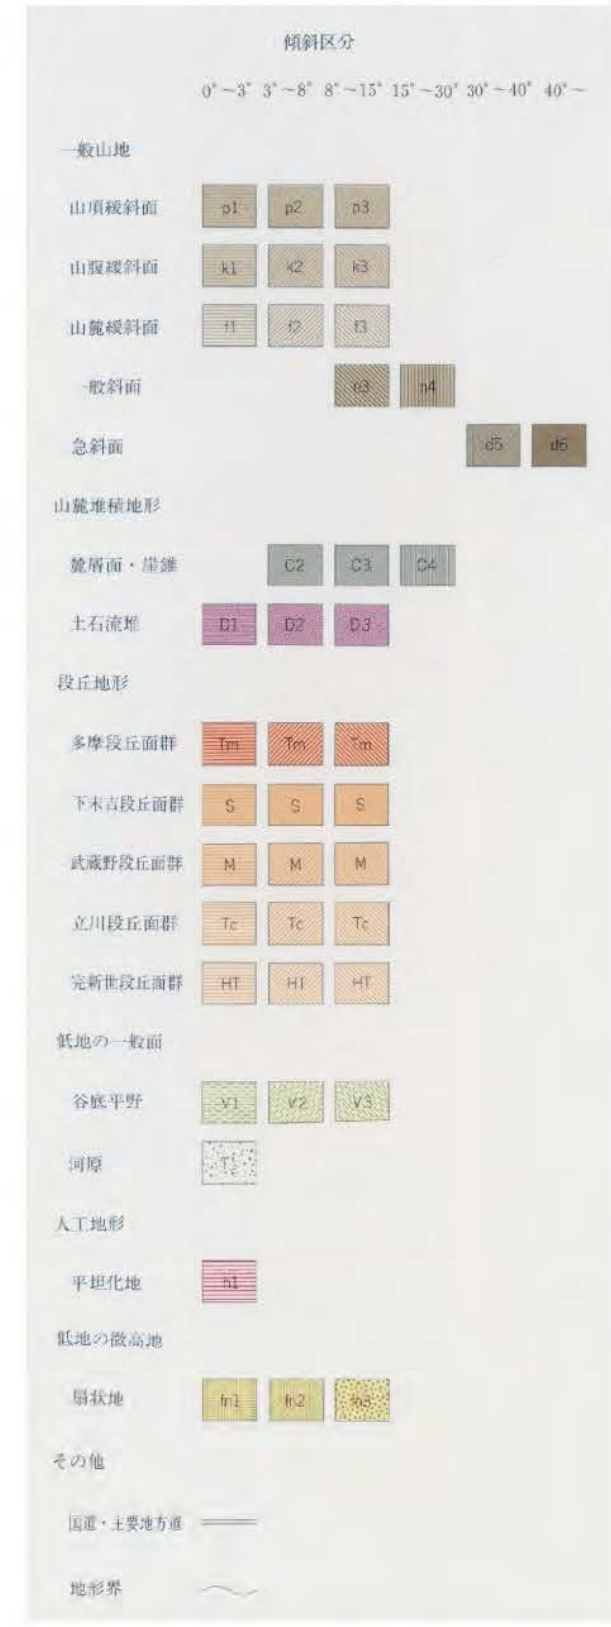 傾斜区分
0°~3° 3°~8° 8°~15° 15°~30° 30°~40° 40°~
一般山地
山頂緩斜面 p1 p2 p3
山腹緩斜面 k1 k2 k3
山麓緩斜面 f1 f2 f3
一般斜面 n3 n4
急斜面 d5 d6
山麓堆積地形
麓屑面・崖錐 C2 C3 C4
土石流堆 D1 D2 D3
段丘地形
多摩段丘面群 Tm Tm Tm
下末吉段丘面群 S S S
武蔵野段丘面群 M M M
立川段丘面群 Tc Tc Tc
完新世段丘面群 HT HT HT
低地の一般面
谷底平野 V1 V2 V3
河原
人工地形
平坦化地 h1
低地の微高地
扇状地 fn1 fn2 fn3
その他
国道・主要地方道
地形界